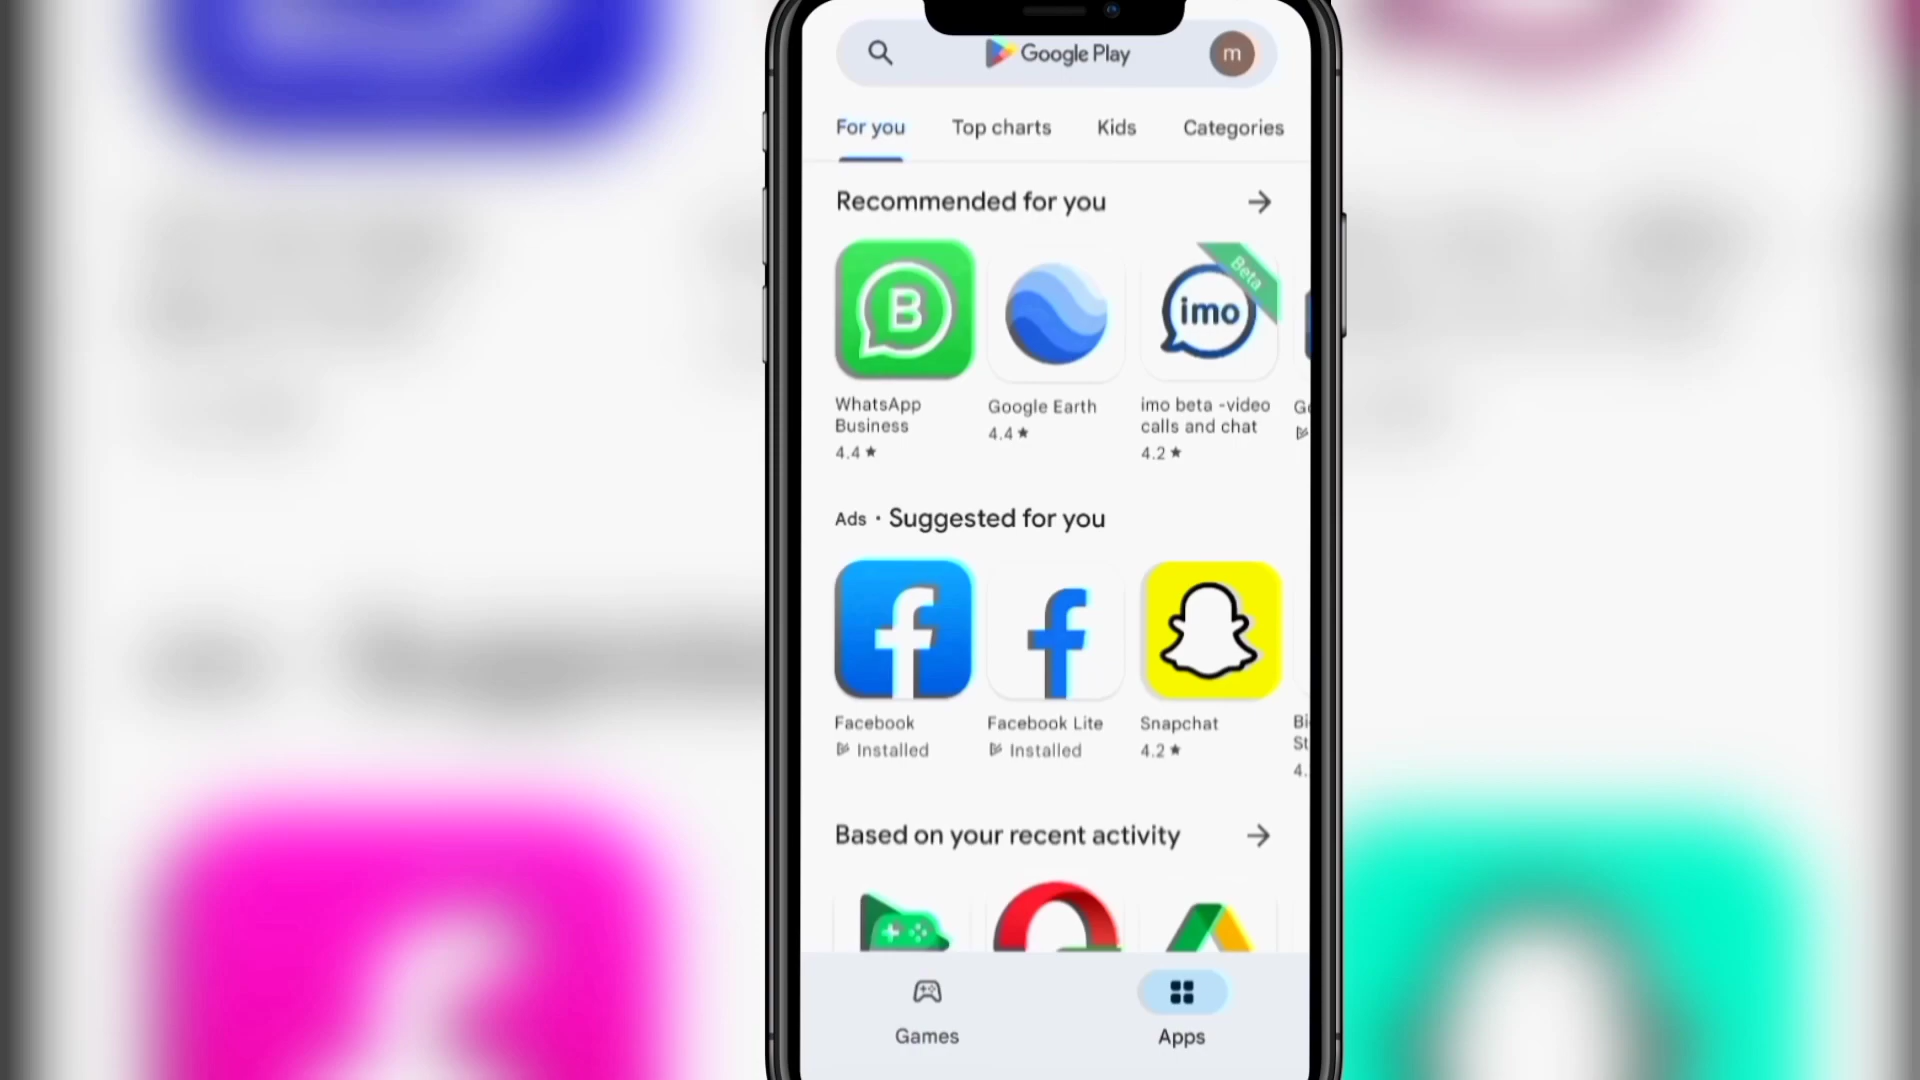 Google Play
m
For you Top charts Kids Categories
Recommended for you
B
imo
Beta
WhatsApp
Business
4.4 ★
Google Earth
4.4 ★
imo beta -video
calls and chat
4.2 ★
Ads · Suggested for you
Facebook
Installed
Facebook Lite
Installed
Snapchat
4.2 ★
Based on your recent activity
Games
Apps